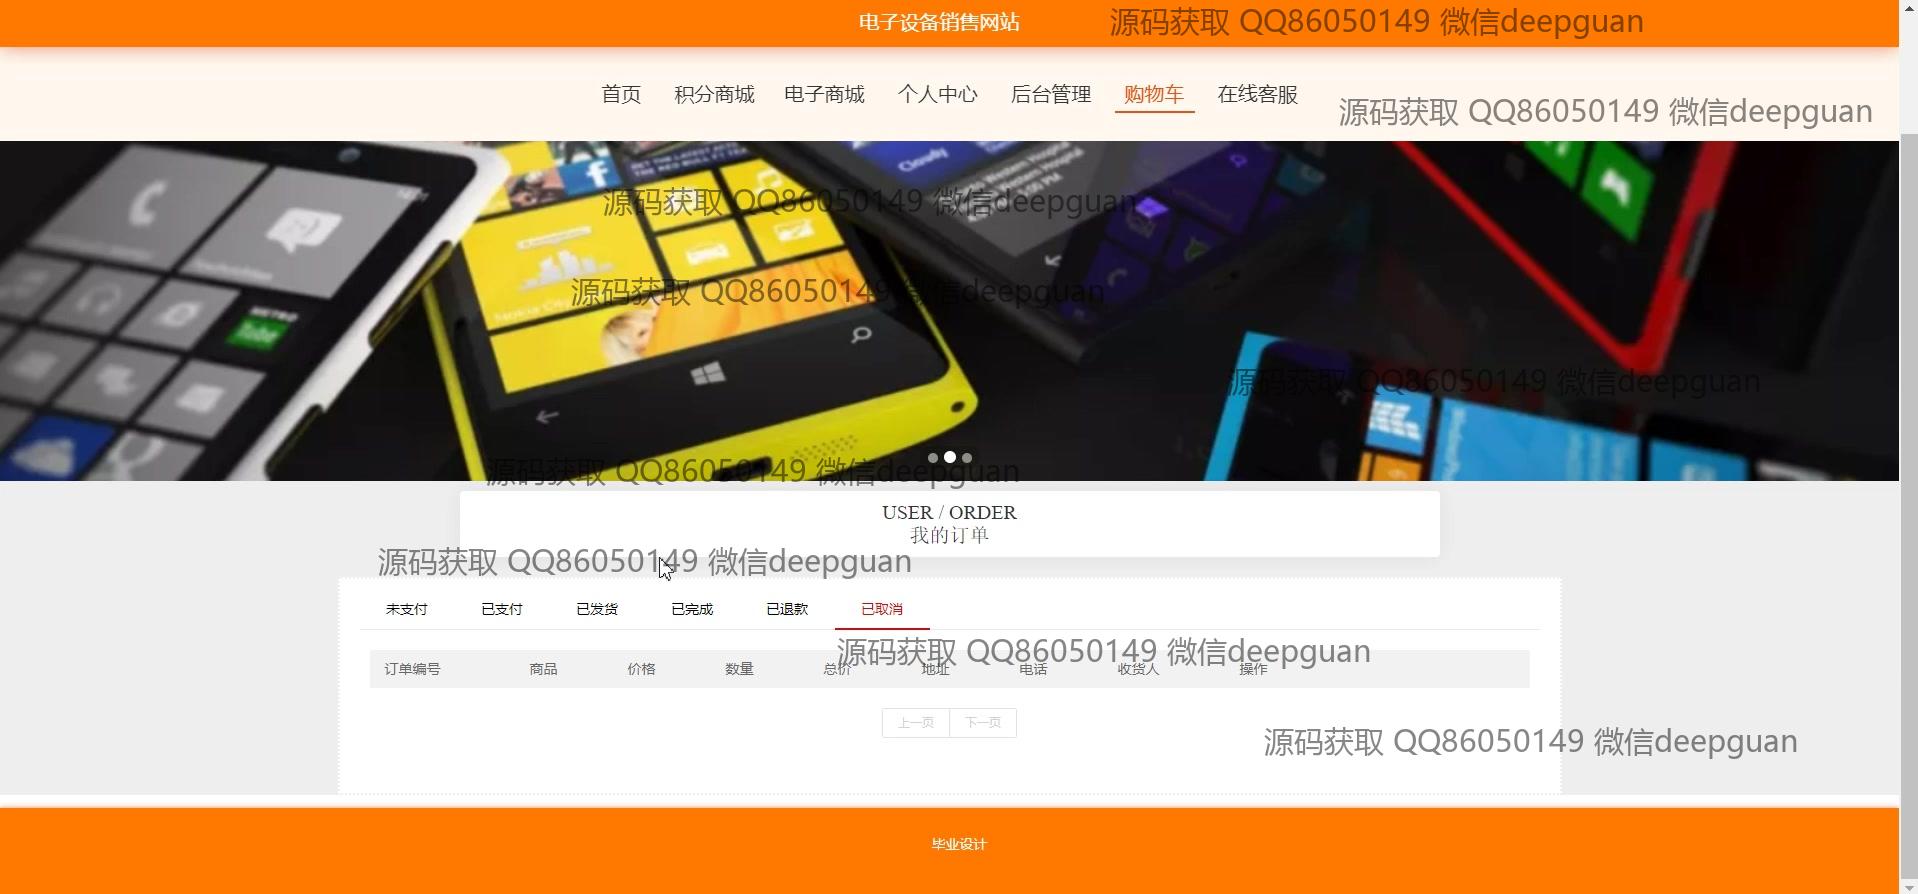 电子设备销售网站
源码获取 QQ86050149 微信deepguan
首页 积分商城 电子商城 个人中心 后台管理 购物车 在线客服
源码获取 QQ86050149 微信deepguan
Cloudy
源码获取 QQ86050149 微信deepguan
源码获取 QQ86050149 微信deepguan
源码获取 QQ86050149 微信deepguan
源码获取 QQ86050149 微信deepguan
USER / ORDER
我的订单
源码获取 QQ86050149 微信deepguan
未支付 已支付 已发货 已完成 已退款 已取消
源码获取 QQ86050149 微信deepguan
订单编号 商品 价格 数量 总价 地址 电话 收货人 操作
上一页 下一页
源码获取 QQ86050149 微信deepguan
毕业设计